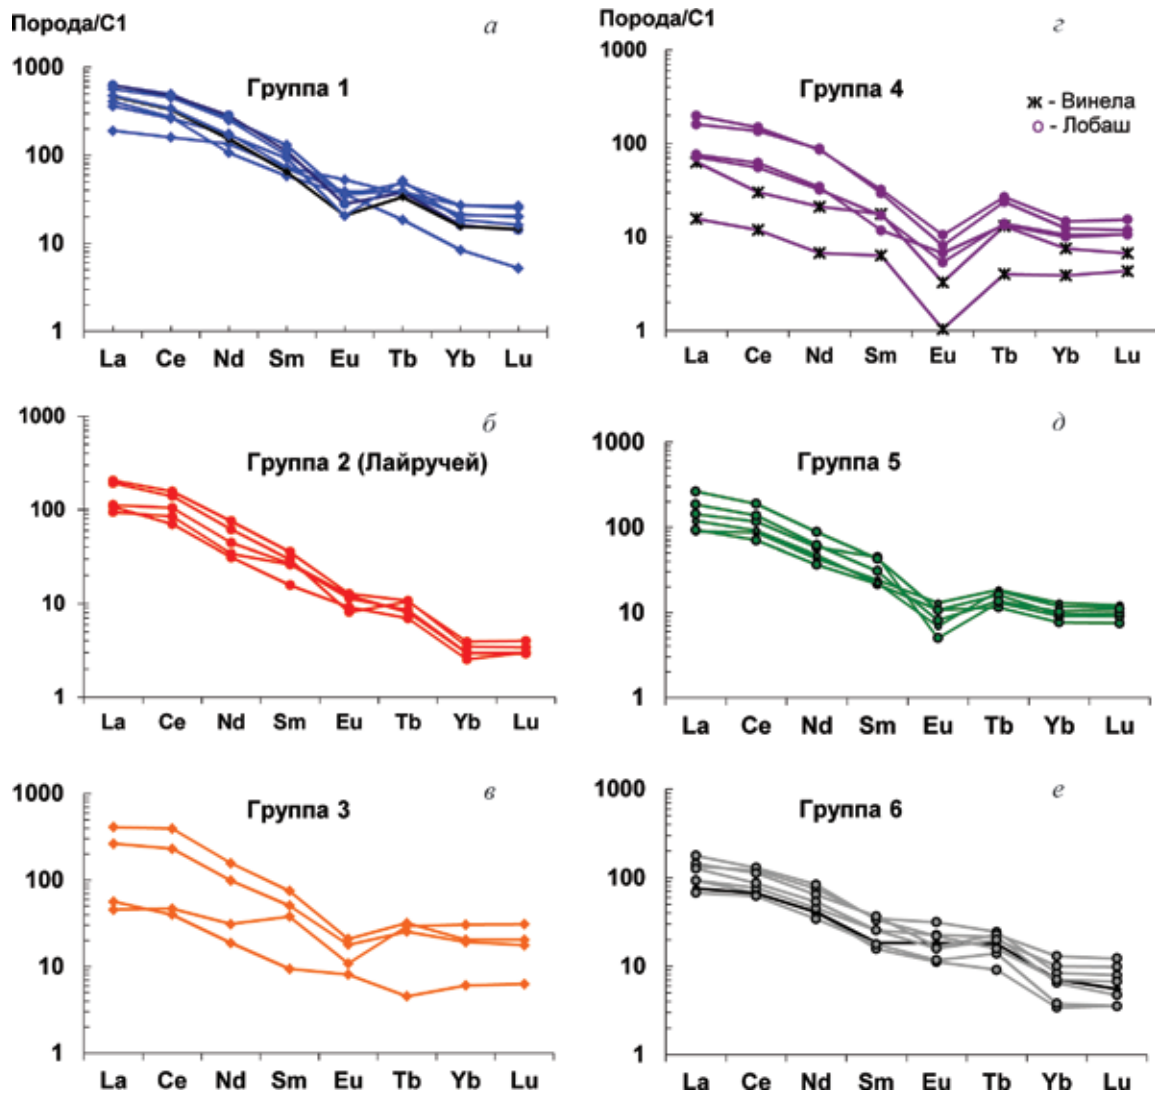 Порода/С1
а
1000
100
10
1
Группа 1
La Ce Nd Sm Eu Tb Yb Lu
б
1000
100
10
1
Группа 2 (Лайручей)
La Ce Nd Sm Eu Tb Yb Lu
в
1000
100
10
1
Группа 3
La Ce Nd Sm Eu Tb Yb Lu
Порода/С1
г
1000
100
10
1
Группа 4
ж - Винела
о - Лобаш
La Ce Nd Sm Eu Tb Yb Lu
д
1000
100
10
1
Группа 5
La Ce Nd Sm Eu Tb Yb Lu
е
1000
100
10
1
Группа 6
La Ce Nd Sm Eu Tb Yb Lu